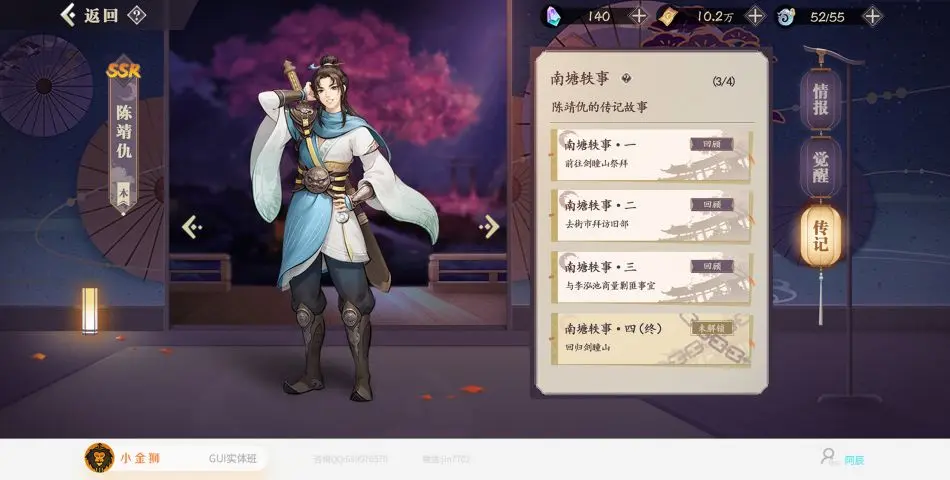 返回
140
10.2万
52/55
SSR
陈靖仇
木
南塘轶事
(3/4)
陈靖仇的传记故事
南塘轶事·一
回顾
前往剑瞳山祭拜
南塘轶事·二
回顾
去街市拜访旧部
南塘轶事·三
回顾
与李泓池商量剿匪事宜
南塘轶事·四(终)
未解锁
回归剑瞳山
情报
觉醒
传记
小金狮
GUI实体班
阿辰